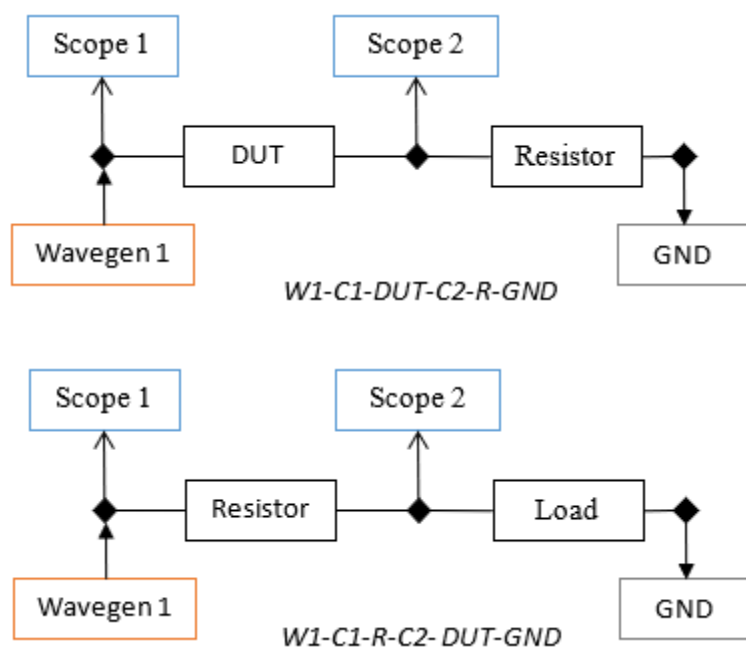 Scope 1
Scope 2
DUT
Resistor
Wavegen 1
GND
W1-C1-DUT-C2-R-GND
Scope 1
Scope 2
Resistor
Load
Wavegen 1
GND
W1-C1-R-C2- DUT-GND